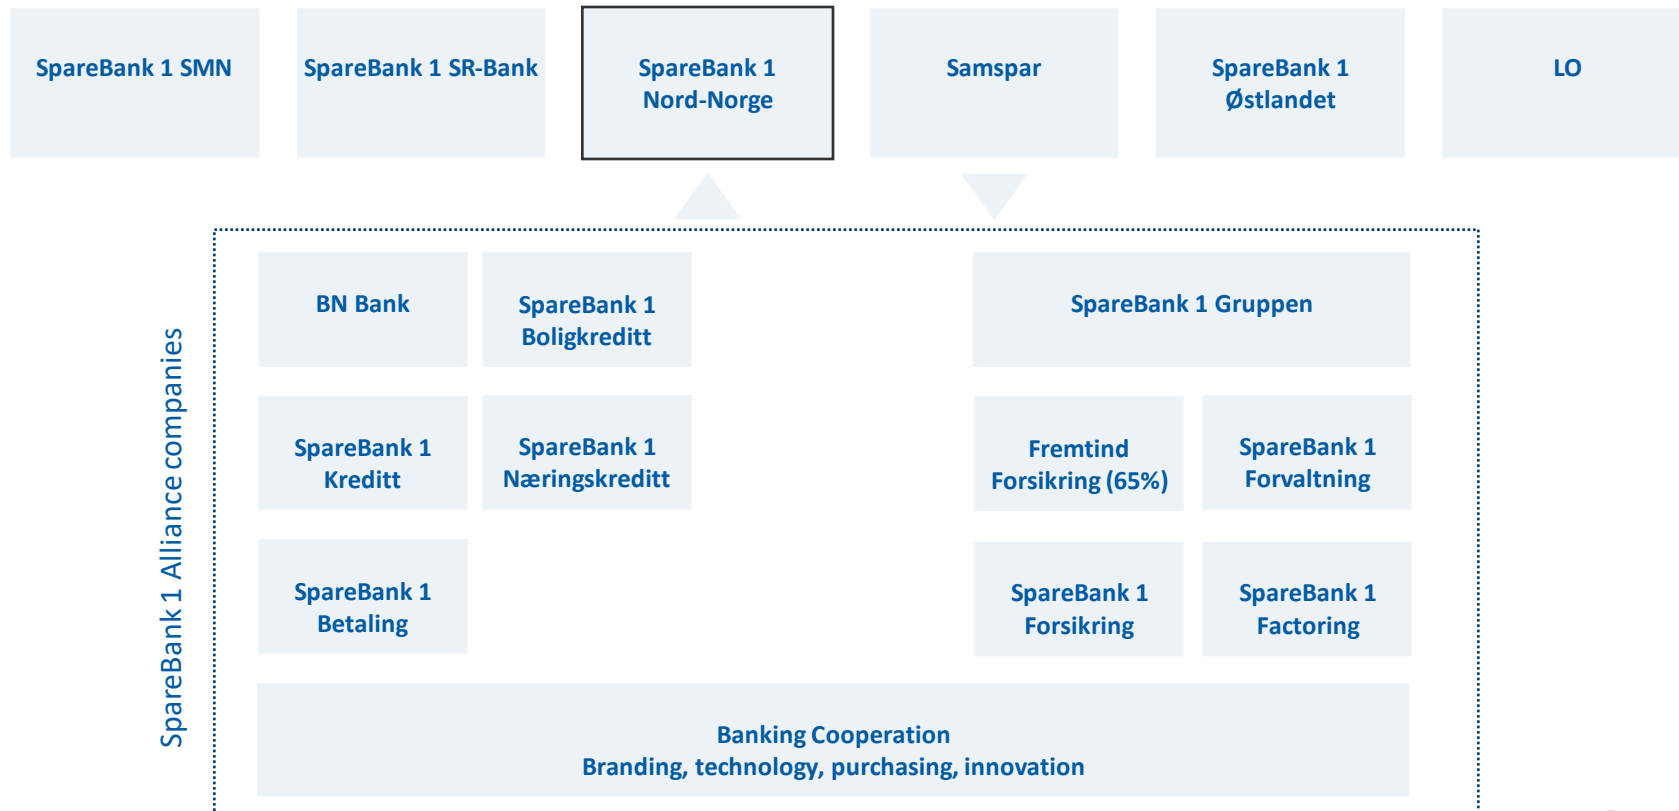 SpareBank 1 SMN
SpareBank 1 SR-Bank
SpareBank 1
Nord-Norge
Samspar
SpareBank 1
Østlandet
LO
SpareBank 1 Alliance companies
BN Bank
SpareBank 1
Boligkreditt
SpareBank 1 Gruppen
SpareBank 1
Kreditt
SpareBank 1
Næringskreditt
Fremtind
Forsikring (65%)
SpareBank 1
Forvaltning
SpareBank 1
Betaling
SpareBank 1
Forsikring
SpareBank 1
Factoring
Banking Cooperation
Branding, technology, purchasing, innovation